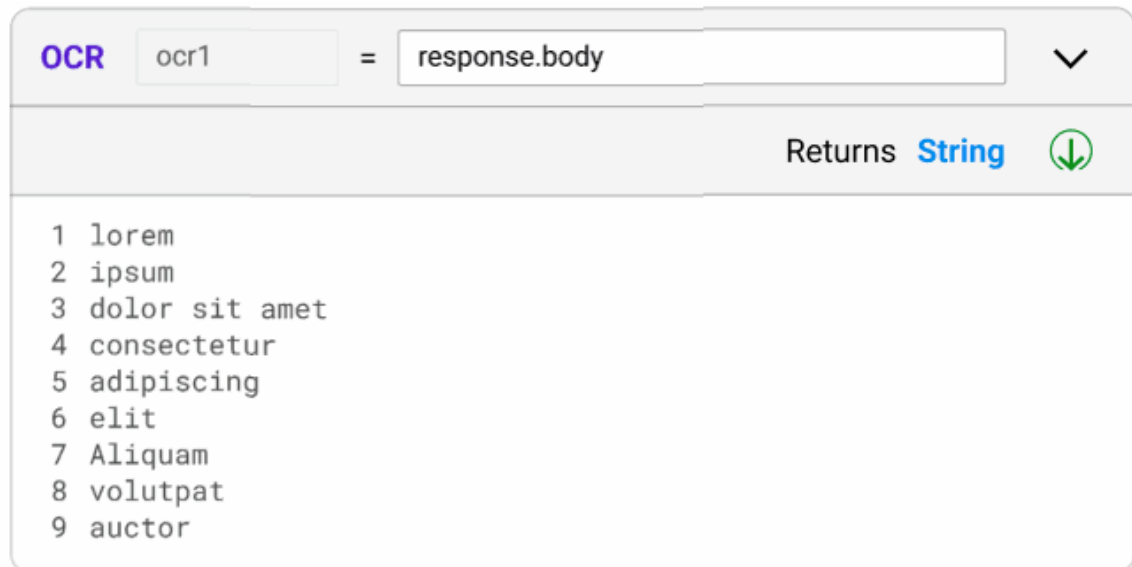 OCR ocr1 = response.body
Returns String
1 lorem
2 ipsum
3 dolor sit amet
4 consectetur
5 adipiscing
6 elit
7 Aliquam
8 volutpat
9 auctor